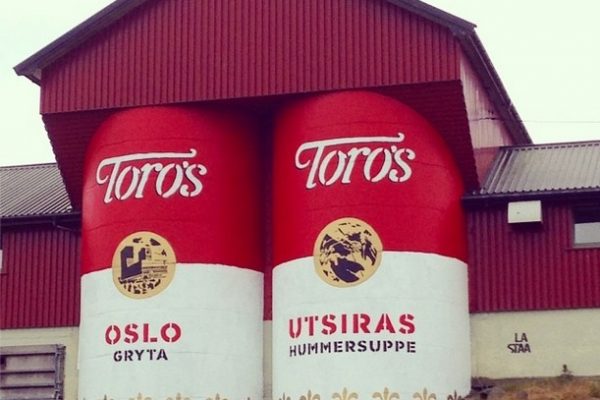 Toro's
OSLO
GRYTA
Toro's
UTSIRAS
HUMMERSUPPE
LA
STAA